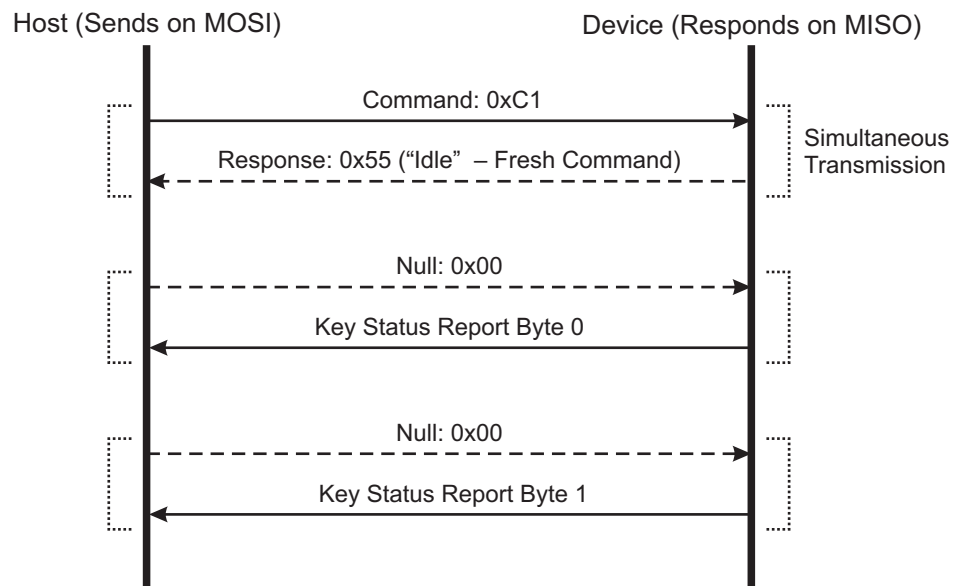 Host (Sends on MOSI)
Device (Responds on MISO)
Command: 0xC1
Response: 0x55 (“Idle” – Fresh Command)
Simultaneous
Transmission
Null: 0x00
Key Status Report Byte 0
Null: 0x00
Key Status Report Byte 1